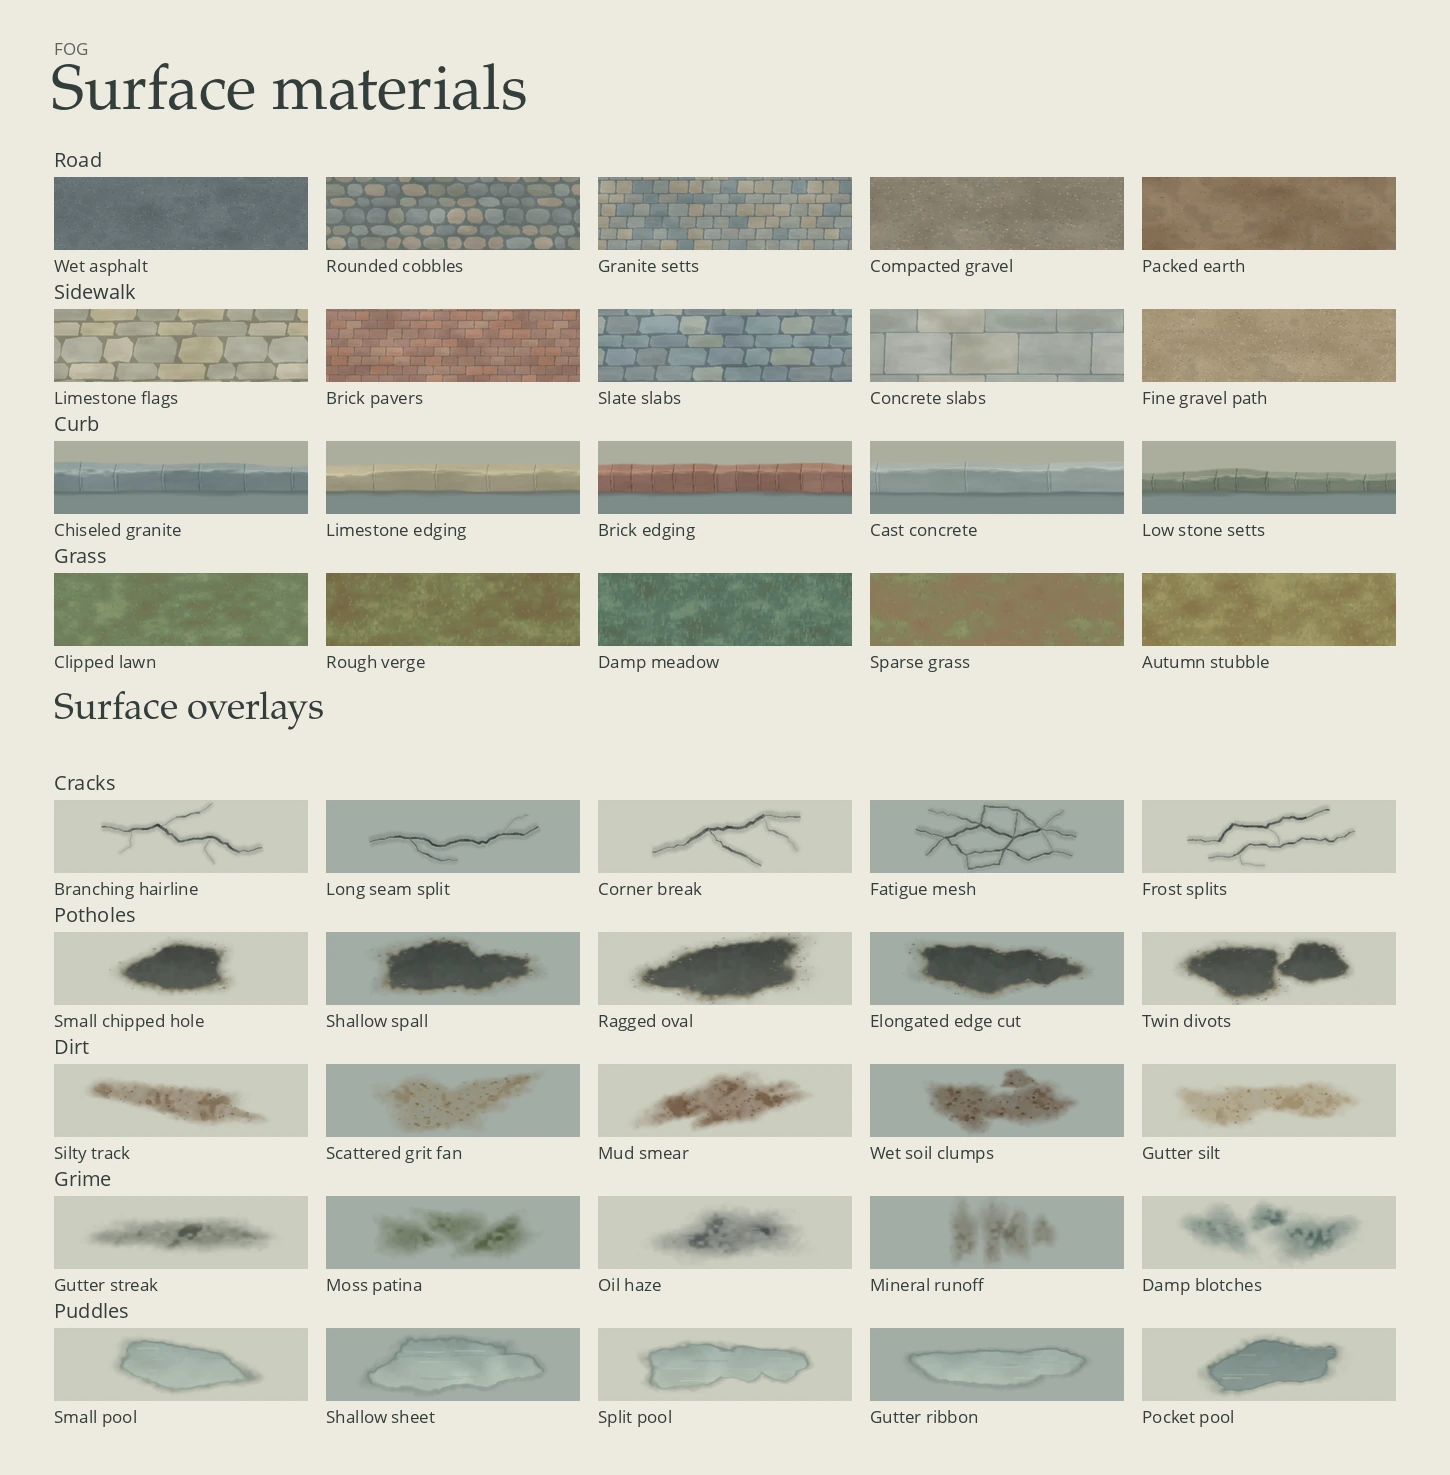 FOG
Surface materials
Road
Wet asphalt
Rounded cobbles
Granite setts
Compacted gravel
Packed earth
Sidewalk
Limestone flags
Brick pavers
Slate slabs
Concrete slabs
Fine gravel path
Curb
Chiseled granite
Limestone edging
Brick edging
Cast concrete
Low stone setts
Grass
Clipped lawn
Rough verge
Damp meadow
Sparse grass
Autumn stubble
Surface overlays
Cracks
Branching hairline
Long seam split
Corner break
Fatigue mesh
Frost splits
Potholes
Small chipped hole
Shallow spall
Ragged oval
Elongated edge cut
Twin divots
Dirt
Silty track
Scattered grit fan
Mud smear
Wet soil clumps
Gutter silt
Grime
Gutter streak
Moss patina
Oil haze
Mineral runoff
Damp blotches
Puddles
Small pool
Shallow sheet
Split pool
Gutter ribbon
Pocket pool